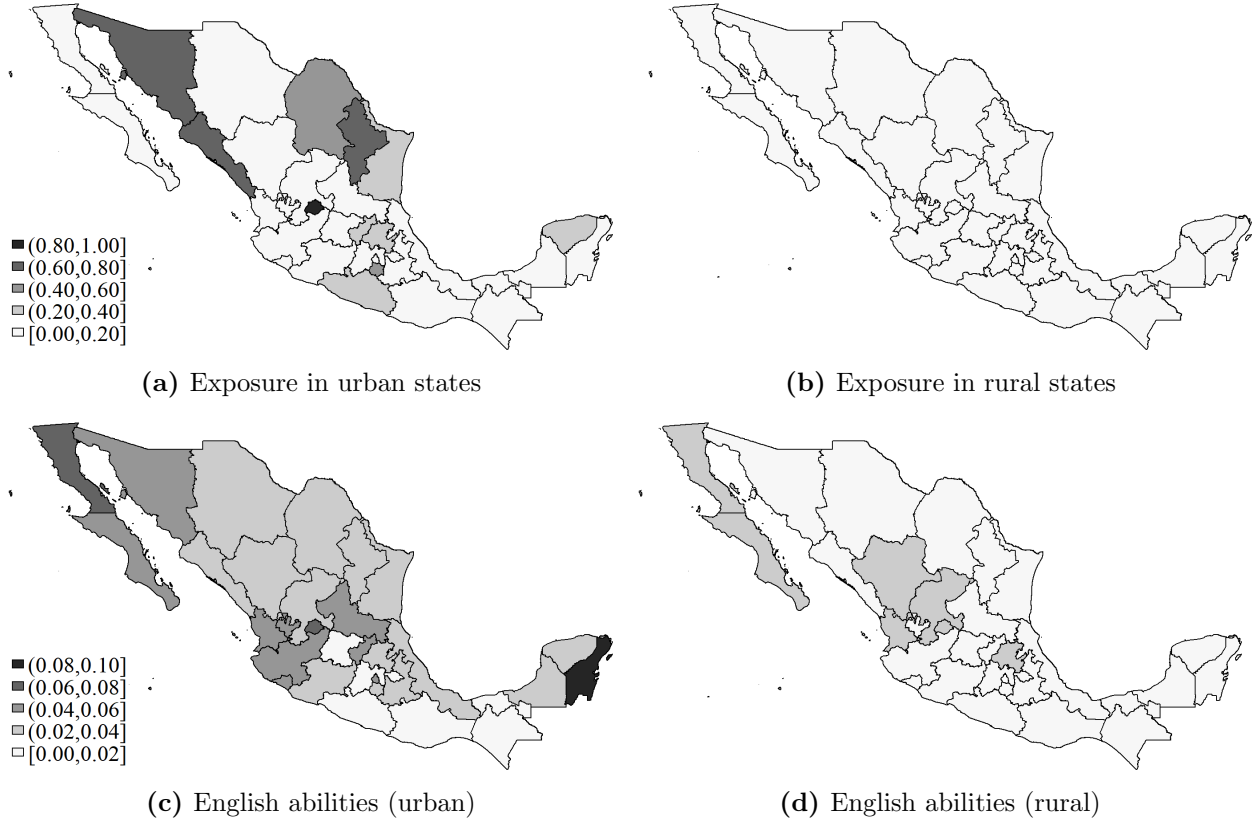 (0.80,1.00]
(0.60,0.80]
(0.40,0.60]
(0.20,0.40]
[0.00,0.20]
(a) Exposure in urban states
(b) Exposure in rural states
(0.08,0.10]
(0.06,0.08]
(0.04,0.06]
(0.02,0.04]
[0.00,0.02]
(c) English abilities (urban)
(d) English abilities (rural)